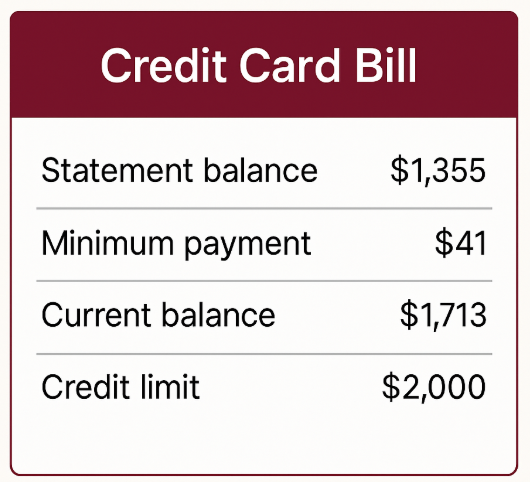 Credit Card Bill
Statement balance $1,355
Minimum payment $41
Current balance $1,713
Credit limit $2,000